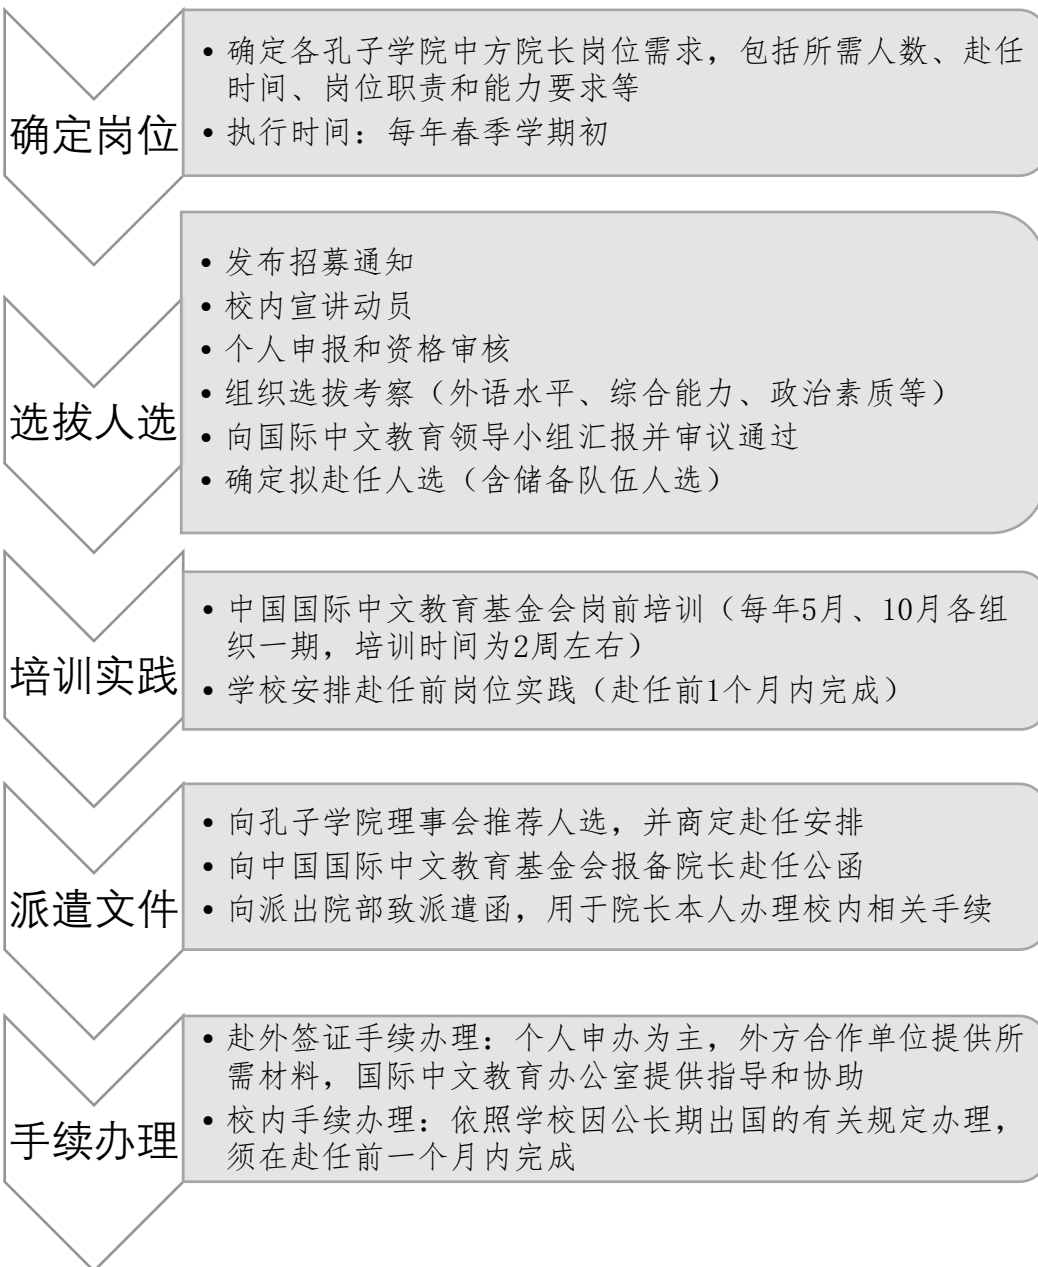 确定岗位
• 确定各孔子学院中方院长岗位需求，包括所需人数、赴任
时间、岗位职责和能力要求等
• 执行时间：每年春季学期初
选拔人选
• 发布招募通知
• 校内宣讲动员
• 个人申报和资格审核
• 组织选拔考察（外语水平、综合能力、政治素质等）
• 向国际中文教育领导小组汇报并审议通过
• 确定拟赴任人选（含储备队伍人选）
培训实践
• 中国国际中文教育基金会岗前培训（每年5月、10月各组
织一期，培训时间为2周左右）
• 学校安排赴任前岗位实践（赴任前1个月内完成）
派遣文件
• 向孔子学院理事会推荐人选，并商定赴任安排
• 向中国国际中文教育基金会报备院长赴任公函
• 向派出院部致派遣函，用于院长本人办理校内相关手续
手续办理
• 赴外签证手续办理：个人申办为主，外方合作单位提供所
需材料，国际中文教育办公室提供指导和协助
• 校内手续办理：依照学校因公长期出国的有关规定办理，
须在赴任前一个月内完成